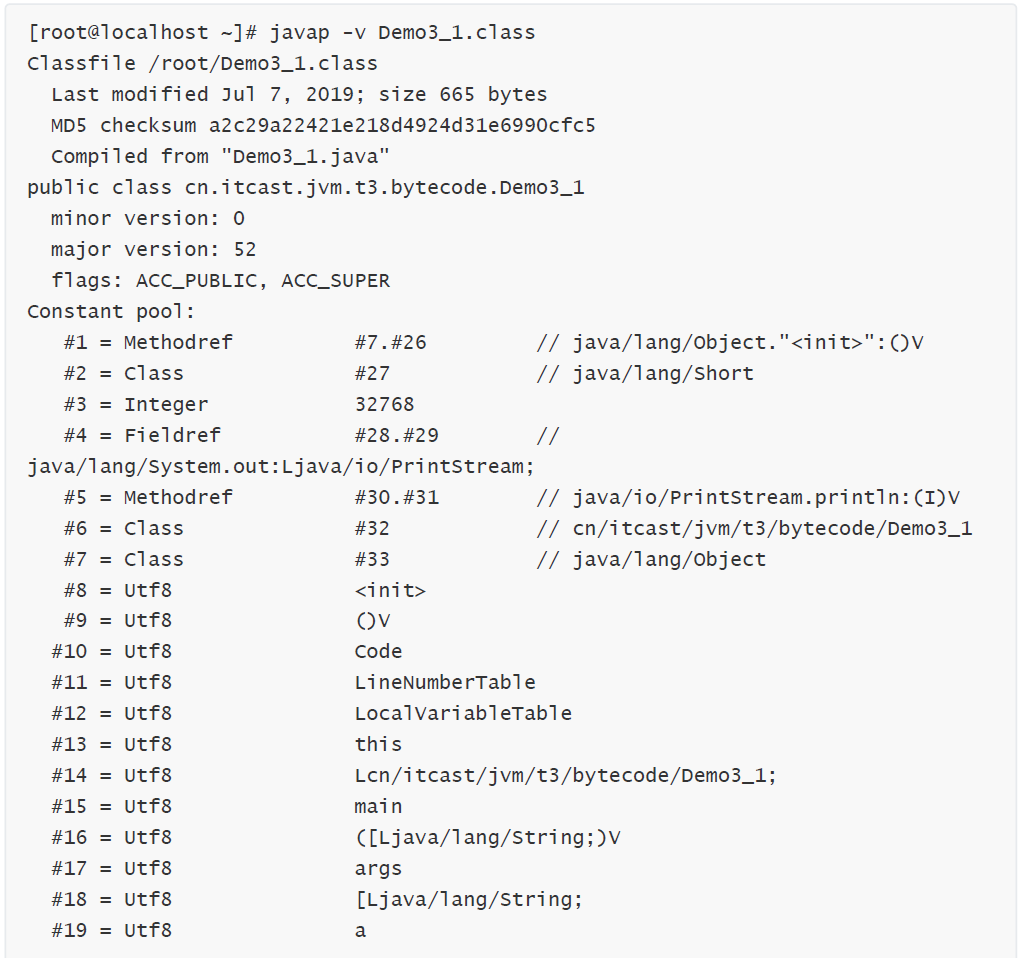 [root@localhost ~]# javap -v Demo3_1.class
Classfile /root/Demo3_1.class
  Last modified Jul 7, 2019; size 665 bytes
  MD5 checksum a2c29a22421e218d4924d31e6990cfc5
  Compiled from "Demo3_1.java"
public class cn.itcast.jvm.t3.bytecode.Demo3_1
  minor version: 0
  major version: 52
  flags: ACC_PUBLIC, ACC_SUPER
Constant pool:
   #1 = Methodref          #7.#26         // java/lang/Object."<init>":()V
   #2 = Class              #27            // java/lang/Short
   #3 = Integer            32768
   #4 = Fieldref           #28.#29        //
java/lang/System.out:Ljava/io/PrintStream;
   #5 = Methodref          #30.#31        // java/io/PrintStream.println:(I)V
   #6 = Class              #32            // cn/itcast/jvm/t3/bytecode/Demo3_1
   #7 = Class              #33            // java/lang/Object
   #8 = Utf8               <init>
   #9 = Utf8               ()V
  #10 = Utf8               Code
  #11 = Utf8               LineNumberTable
  #12 = Utf8               LocalVariableTable
  #13 = Utf8               this
  #14 = Utf8               Lcn/itcast/jvm/t3/bytecode/Demo3_1;
  #15 = Utf8               main
  #16 = Utf8               ([Ljava/lang/String;)V
  #17 = Utf8               args
  #18 = Utf8               [Ljava/lang/String;
  #19 = Utf8               a